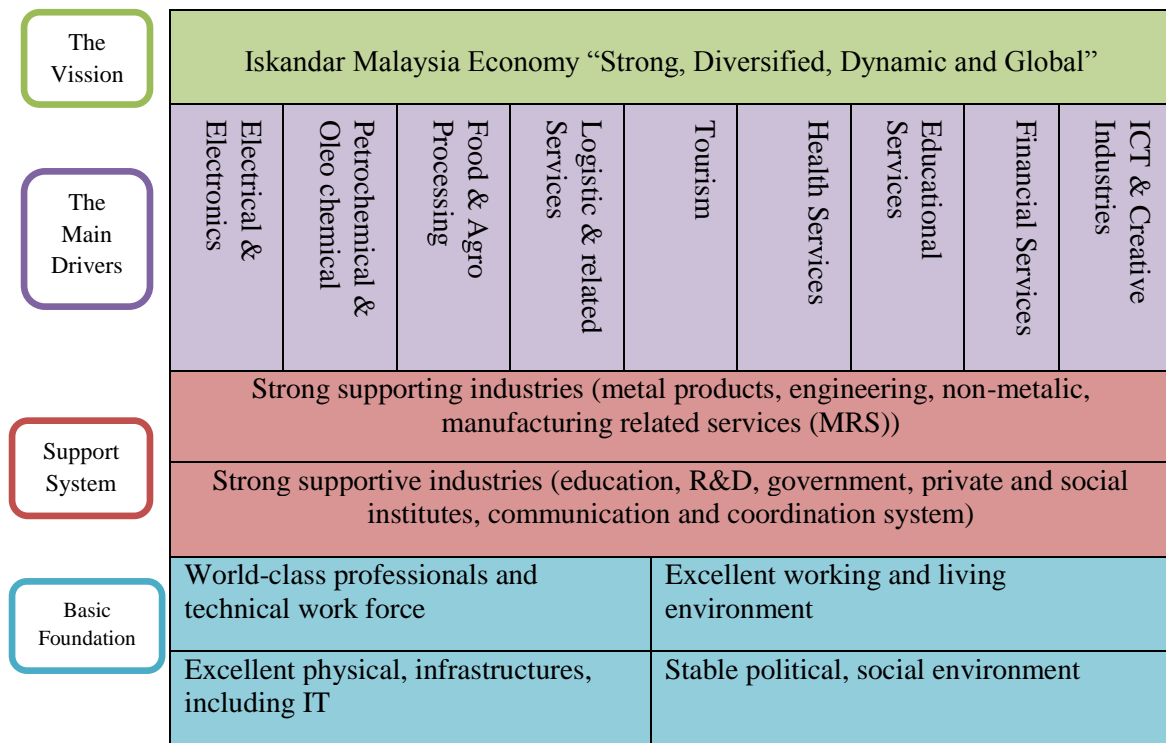 The
Vission
Iskandar Malaysia Economy “Strong, Diversified, Dynamic and Global”
The
Main
Drivers
Electrical &
Electronics
Petrochemical &
Oleo chemical
Food & Agro
Processing
Logistic & related
Services
Tourism
Health Services
Educational
Services
Financial Services
ICT & Creative
Industries
Support
System
Strong supporting industries (metal products, engineering, non-metalic,
manufacturing related services (MRS))
Strong supportive industries (education, R&D, government, private and social
institutes, communication and coordination system)
Basic
Foundation
World-class professionals and
technical work force
Excellent working and living
environment
Excellent physical, infrastructures,
including IT
Stable political, social environment